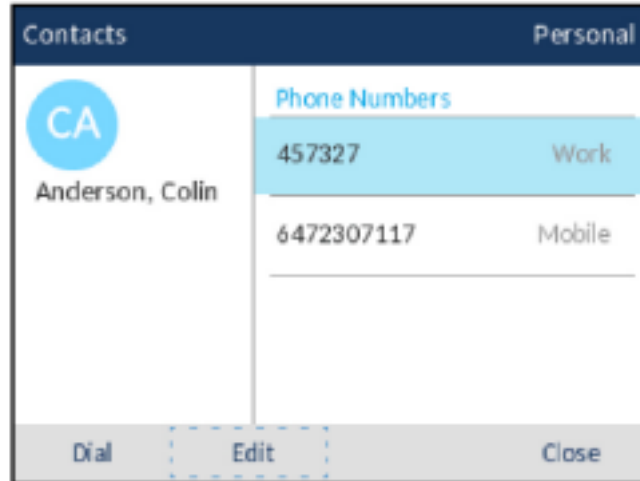 Contacts Personal
CA
Anderson, Colin
Phone Numbers
457327 Work
6472307117 Mobile
Dial Edit Close